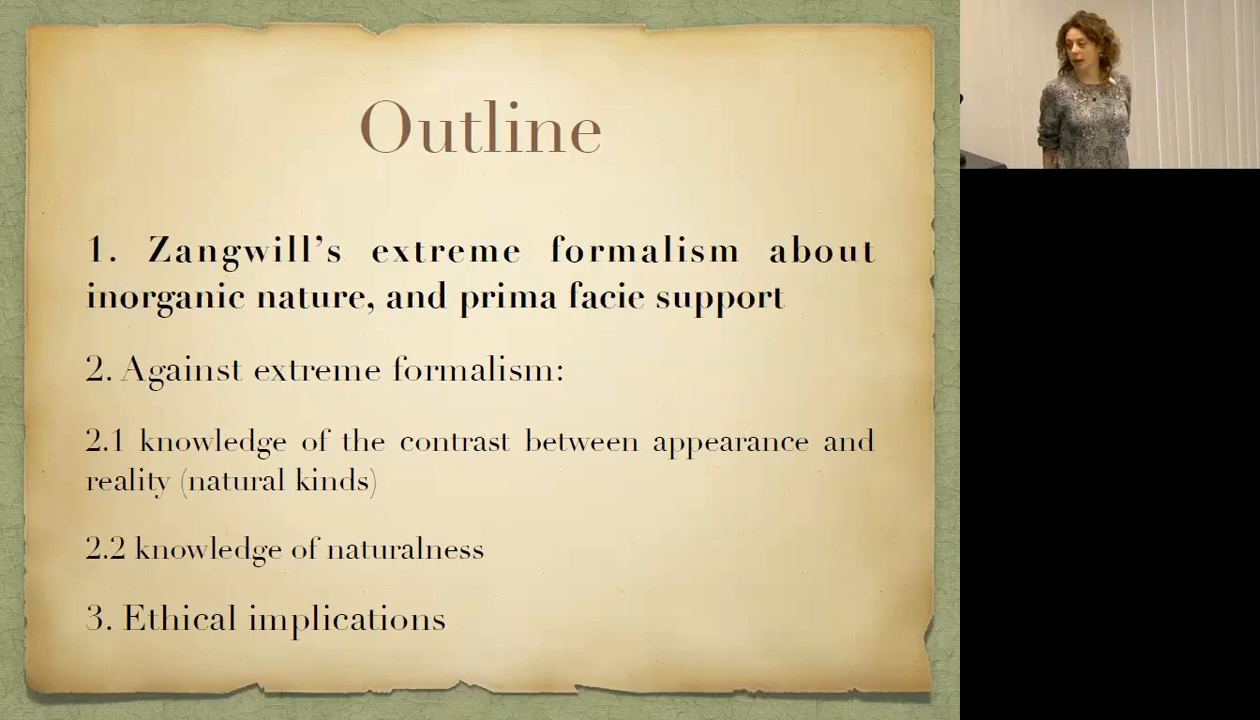 Outline
1. Zangwill’s extreme formalism about
inorganic nature, and prima facie support
2. Against extreme formalism:
2.1 knowledge of the contrast between appearance and
reality (natural kinds)
2.2 knowledge of naturalness
3. Ethical implications